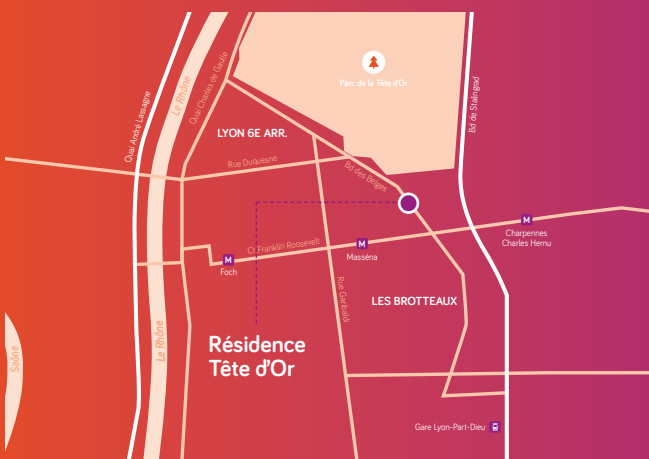 Parc de la Tête d'Or
Quai André Lassagne
Le Rhône
Quai Charles de Gaulle
Bd de Stalingrad
LYON 6E ARR.
Rue Duquesne
Bd des Belges
M
Charpennes
Charles Hernu
C Franklin Roosevelt
M
Masséna
M
Foch
Rue Garibaldi
LES BROTTEAUX
Résidence
Tête d'Or
Le Rhône
Saône
Gare Lyon-Part-Dieu